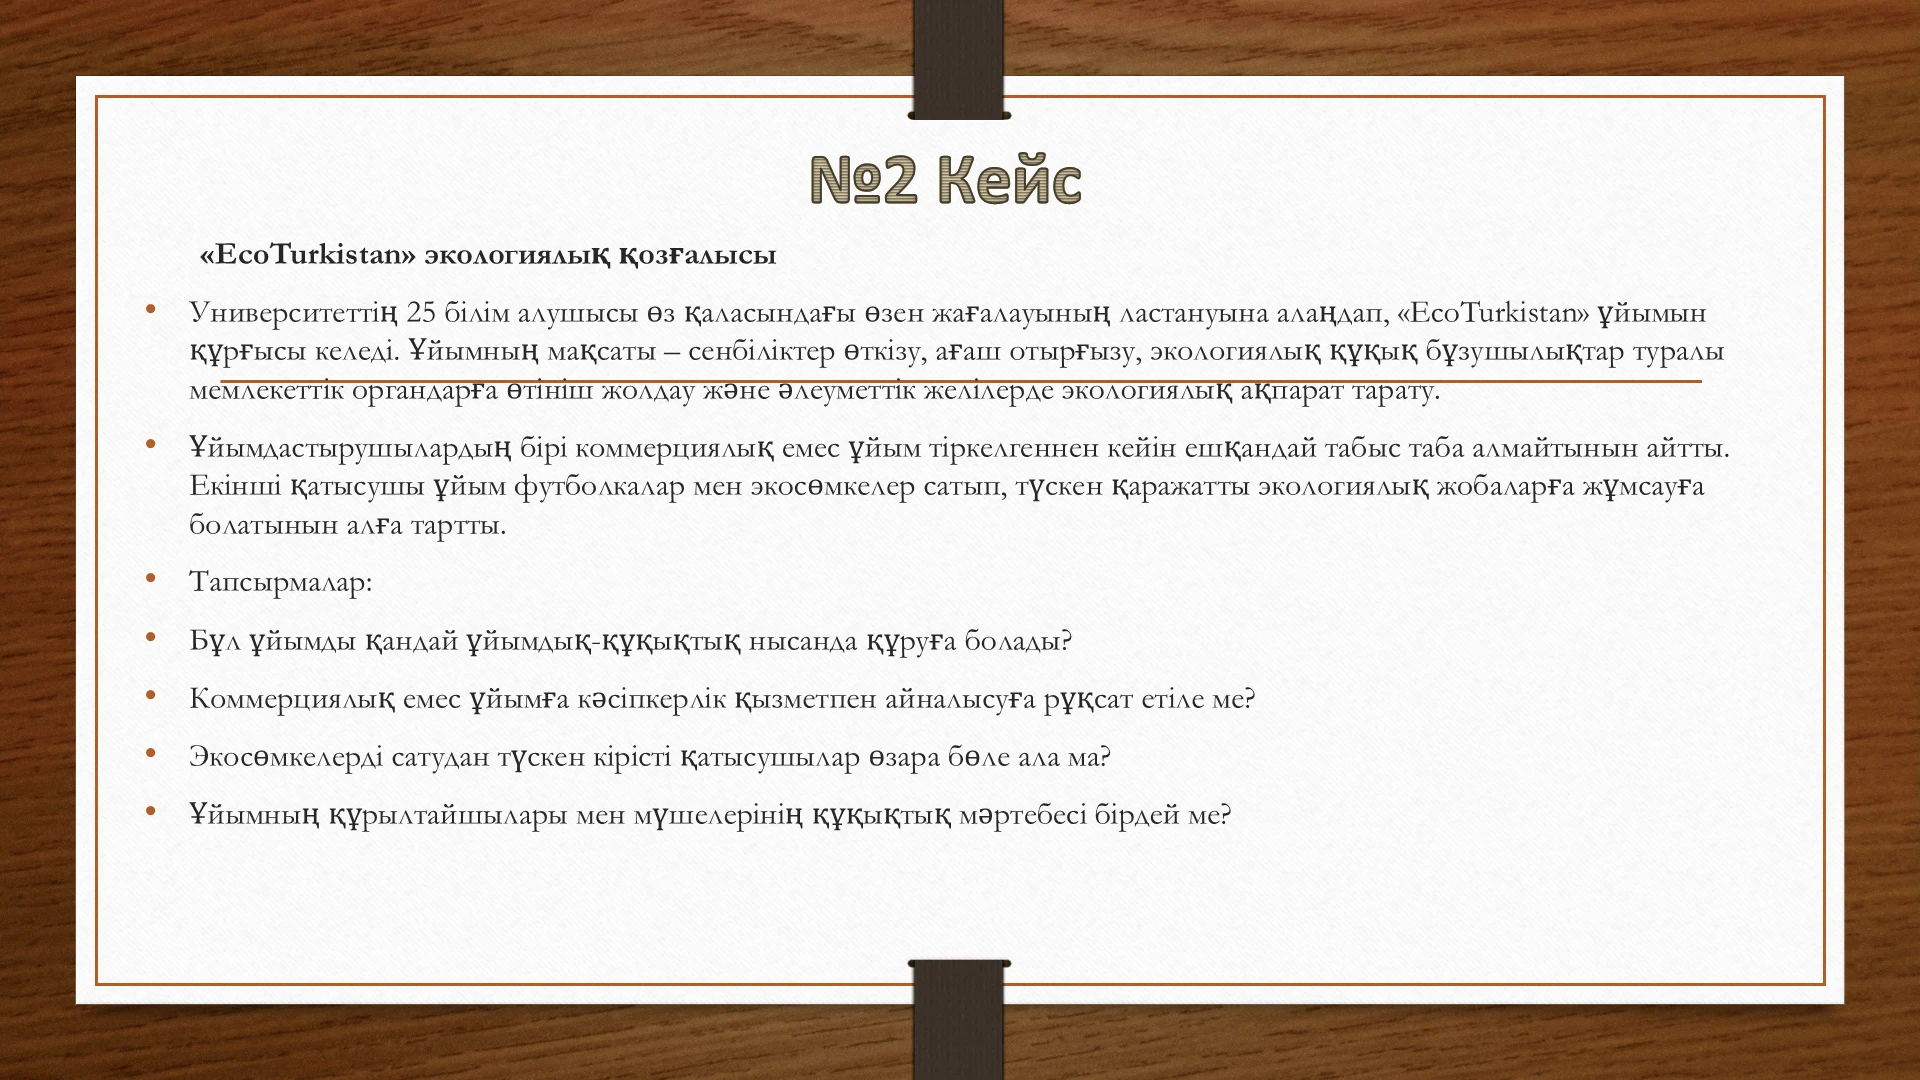 №2 Кейс
«EcoTurkistan» экологиялық қозғалысы
• Университеттің 25 білім алушысы өз қаласындағы өзен жағалауының ластануына алаңдап, «EcoTurkistan» ұйымын
құрғысы келеді. Ұйымның мақсаты – сенбіліктер өткізу, ағаш отырғызу, экологиялық құқық бұзушылықтар туралы
мемлекеттік органдарға өтініш жолдау және әлеуметтік желілерде экологиялық ақпарат тарату.
• Ұйымдастырушылардың бірі коммерциялық емес ұйым тіркелгеннен кейін ешқандай табыс таба алмайтынын айтты.
Екінші қатысушы ұйым футболкалар мен экосөмкелер сатып, түскен қаражатты экологиялық жобаларға жұмсауға
болатынын алға тартты.
• Тапсырмалар:
• Бұл ұйымды қандай ұйымдық-құқықтық нысанда құруға болады?
• Коммерциялық емес ұйымға кәсіпкерлік қызметпен айналысуға рұқсат етіле ме?
• Экосөмкелерді сатудан түскен кірісті қатысушылар өзара бөле ала ма?
• Ұйымның құрылтайшылары мен мүшелерінің құқықтық мәртебесі бірдей ме?